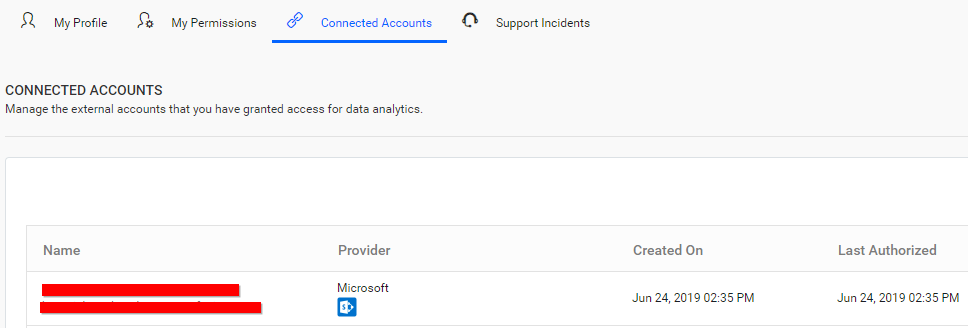 My Profile My Permissions Connected Accounts Support Incidents
CONNECTED ACCOUNTS
Manage the external accounts that you have granted access for data analytics.
Name Provider Created On Last Authorized
Microsoft
Jun 24, 2019 02:35 PM Jun 24, 2019 02:35 PM